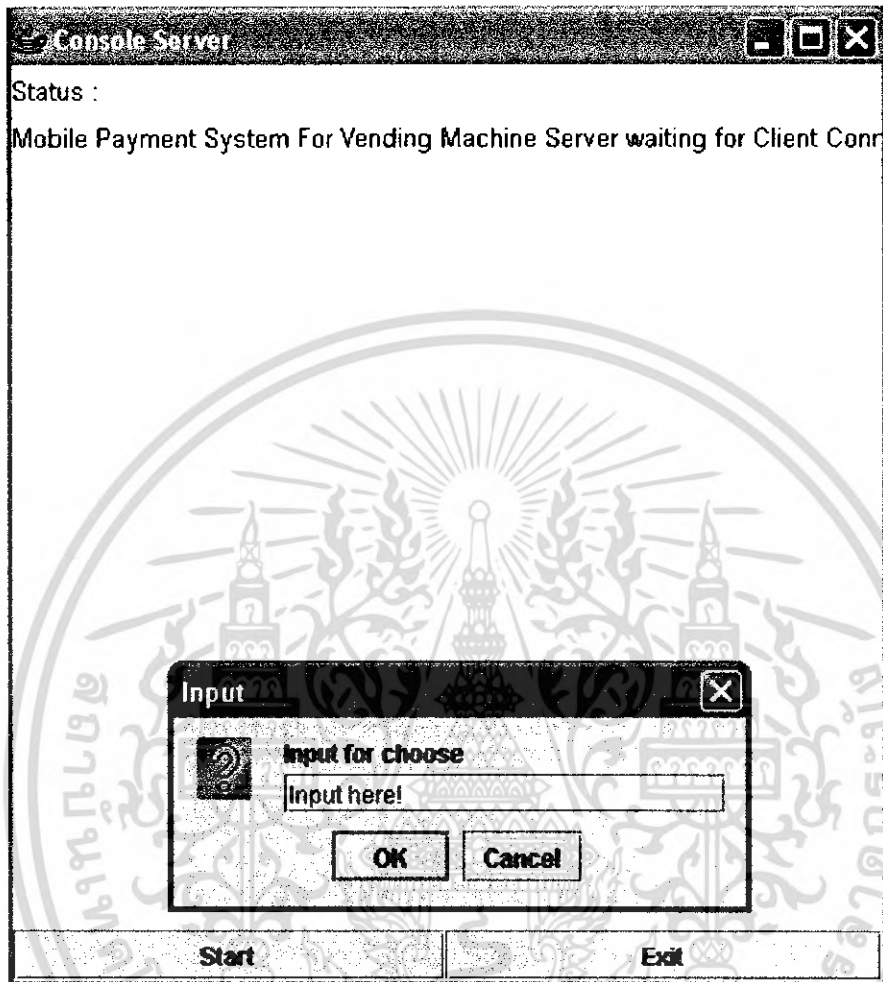 Console Server
Status :
Mobile Payment System For Vending Machine Server waiting for Client Conr
Input
Input for choose
Input here!
OK Cancel
Start Exit